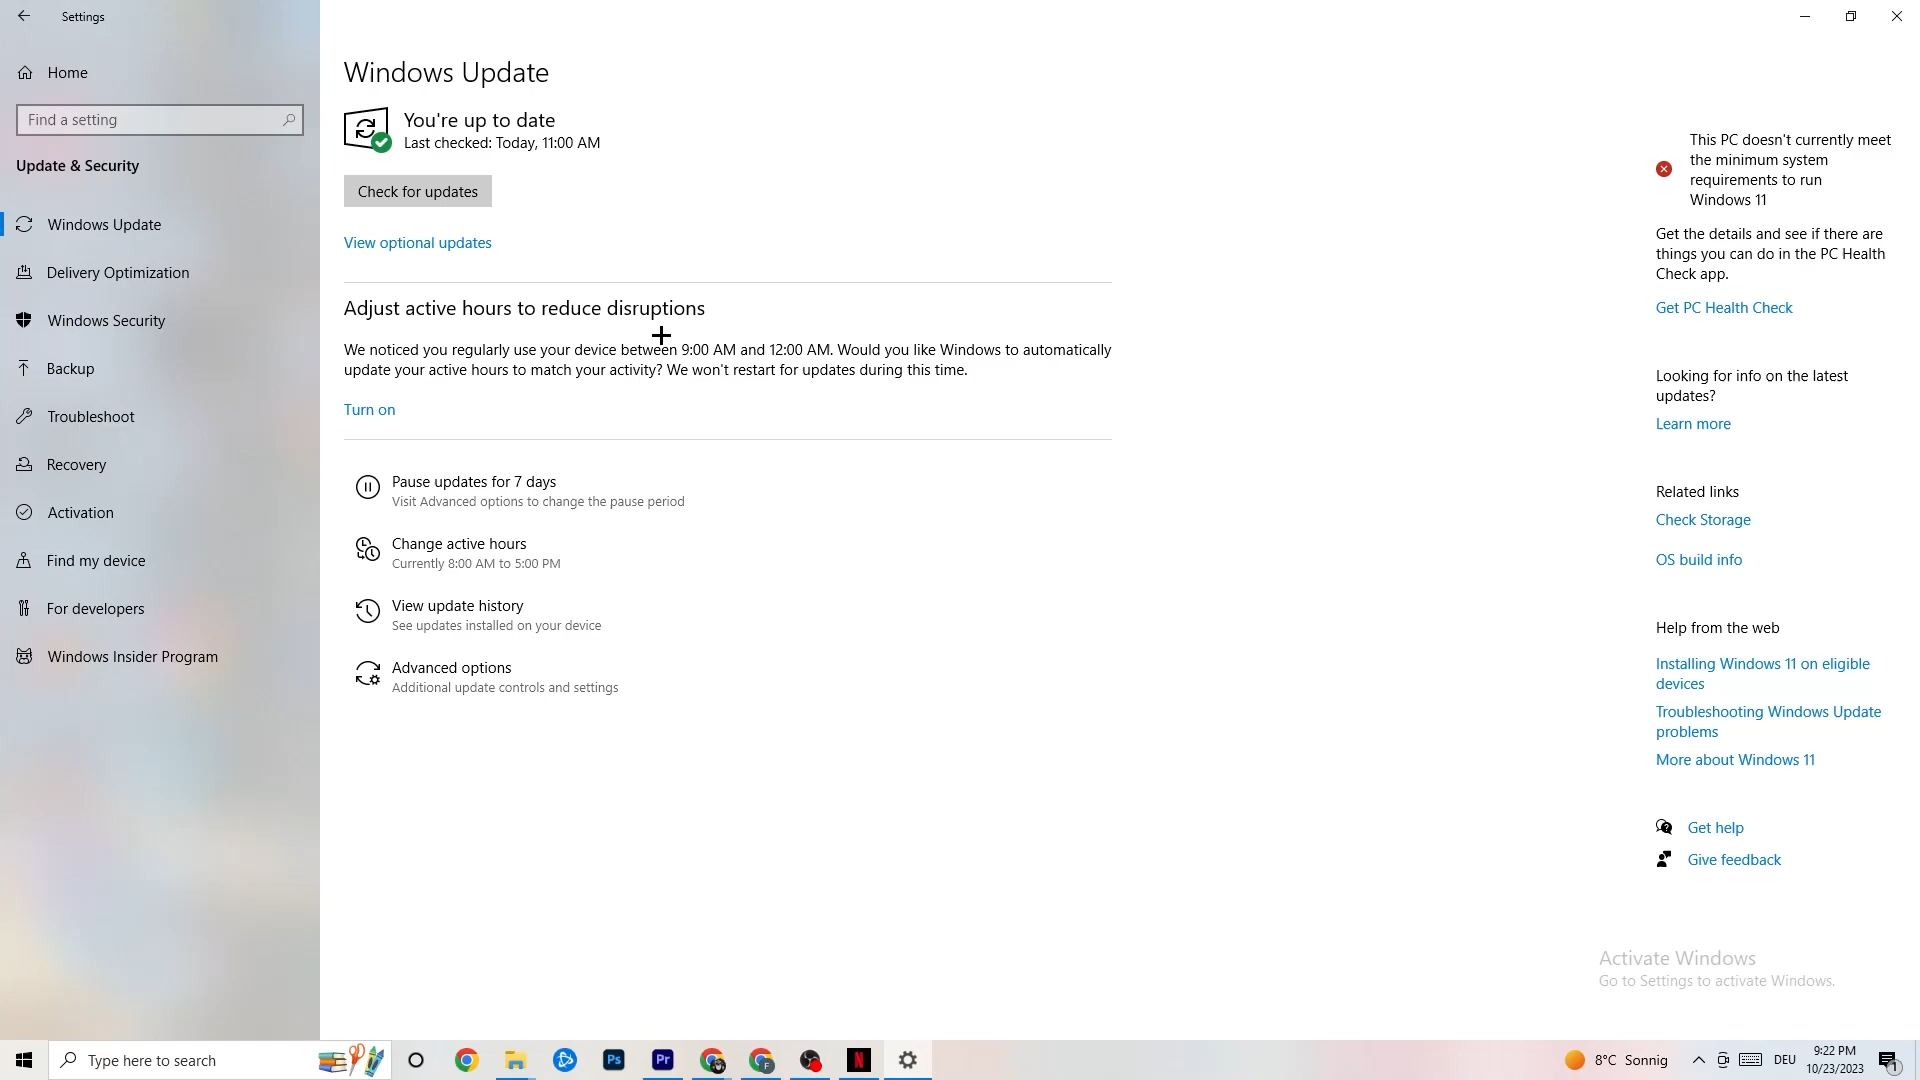 Settings
Home
Find a setting
Update & Security
Windows Update
Delivery Optimization
Windows Security
Backup
Troubleshoot
Recovery
Activation
Find my device
For developers
Windows Insider Program
Windows Update
You're up to date
Last checked: Today, 11:00 AM
Check for updates
View optional updates
Adjust active hours to reduce disruptions
We noticed you regularly use your device between 9:00 AM and 12:00 AM. Would you like Windows to automatically
update your active hours to match your activity? We won't restart for updates during this time.
Turn on
Pause updates for 7 days
Visit Advanced options to change the pause period
Change active hours
Currently 8:00 AM to 5:00 PM
View update history
See updates installed on your device
Advanced options
Additional update controls and settings
This PC doesn't currently meet
the minimum system
requirements to run
Windows 11
Get the details and see if there are
things you can do in the PC Health
Check app.
Get PC Health Check
Looking for info on the latest
updates?
Learn more
Related links
Check Storage
OS build info
Help from the web
Installing Windows 11 on eligible
devices
Troubleshooting Windows Update
problems
More about Windows 11
Get help
Give feedback
Activate Windows
Go to Settings to activate Windows.
Type here to search
Ps
Pr
F
N
8°C Sonnig
DEU
9:22 PM
10/23/2023
1